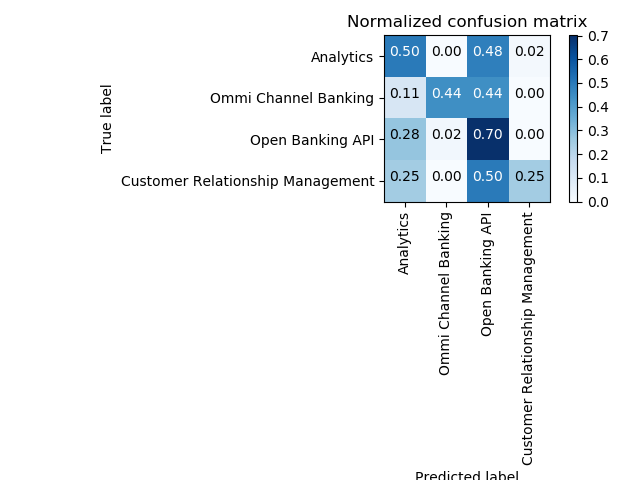 Normalized confusion matrix
True label
Analytics 0.50 0.00 0.48 0.02
Ommi Channel Banking 0.11 0.44 0.44 0.00
Open Banking API 0.28 0.02 0.70 0.00
Customer Relationship Management 0.25 0.00 0.50 0.25
Analytics
Ommi Channel Banking
Open Banking API
Customer Relationship Management
Predicted label
0.7
0.6
0.5
0.4
0.3
0.2
0.1
0.0